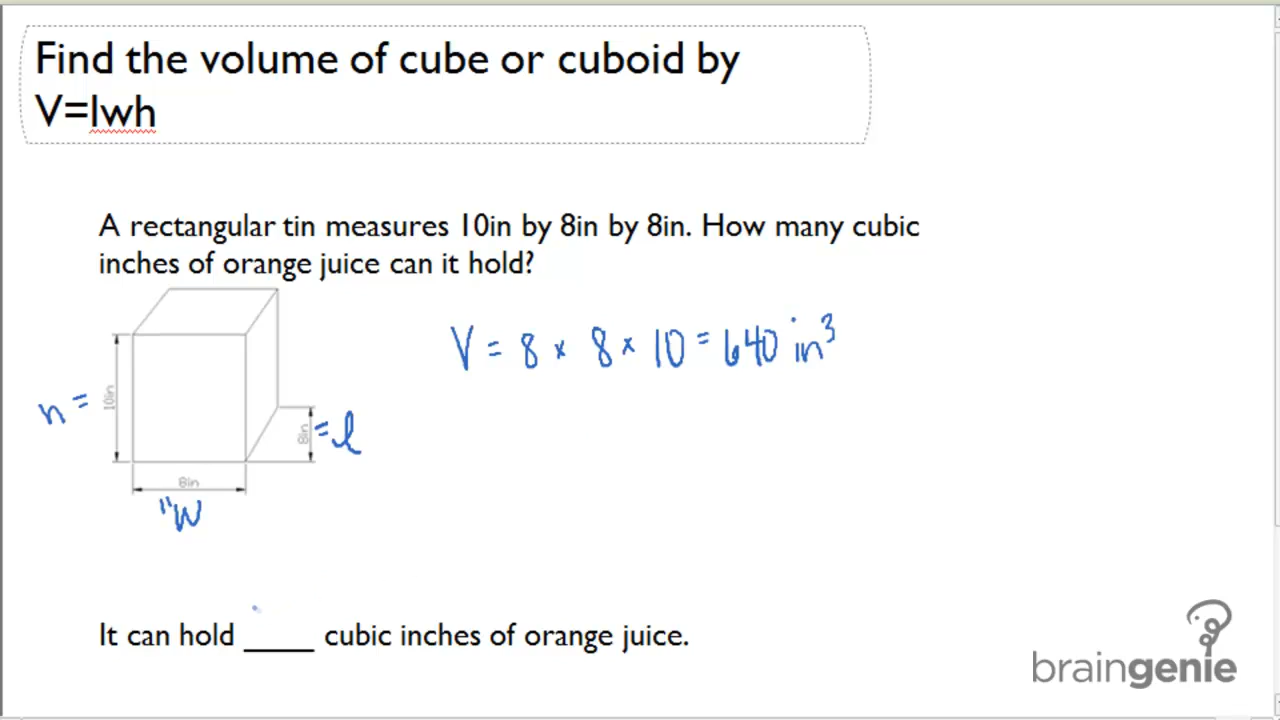 Find the volume of cube or cuboid by
V=lwh
A rectangular tin measures 10in by 8in by 8in. How many cubic
inches of orange juice can it hold?
V = 8 × 8 × 10 = 640 in³
h =
10in
8in
= l
8in
" W
It can hold ____ cubic inches of orange juice.
braingenie